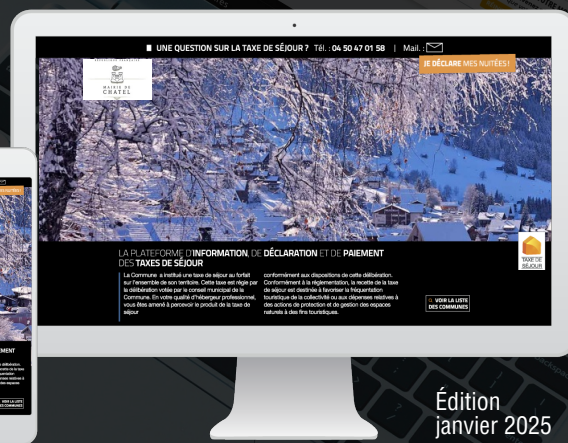 UNE QUESTION SUR LA TAXE DE SÉJOUR ? Tél. : 04 50 47 01 58 | Mail. :
JE DÉCLARE MES NUITÉES !
MAIRIE DE
CHATEL
LA PLATEFORME D'INFORMATION, DE DÉCLARATION ET DE PAIEMENT
DES TAXES DE SÉJOUR
La Commune a institué une taxe de séjour au forfait
sur l'ensemble de son territoire. Cette taxe est régie par
la délibération votée par le conseil municipal de la
Commune. En votre qualité d'hébergeur professionnel,
vous êtes amené à percevoir le produit de la taxe de
séjour
conformément aux dispositions de cette délibération.
Conformément à la réglementation, la recette de la taxe
de séjour est destinée à favoriser la fréquentation
touristique de la collectivité ou aux dépenses relatives à
des actions de protection et de gestion des espaces
naturels à des fins touristiques.
TAXE DE
SÉJOUR
VOIR LA LISTE
DES COMMUNES
Édition
janvier 2025